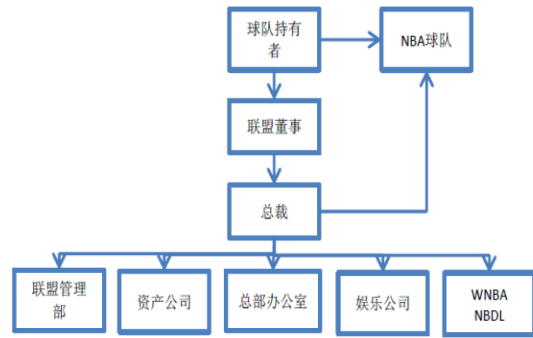 球队持有
者
NBA球队
联盟董事
总裁
联盟管理
部
资产公司
总部办公室
娱乐公司
WNBA
NBDL